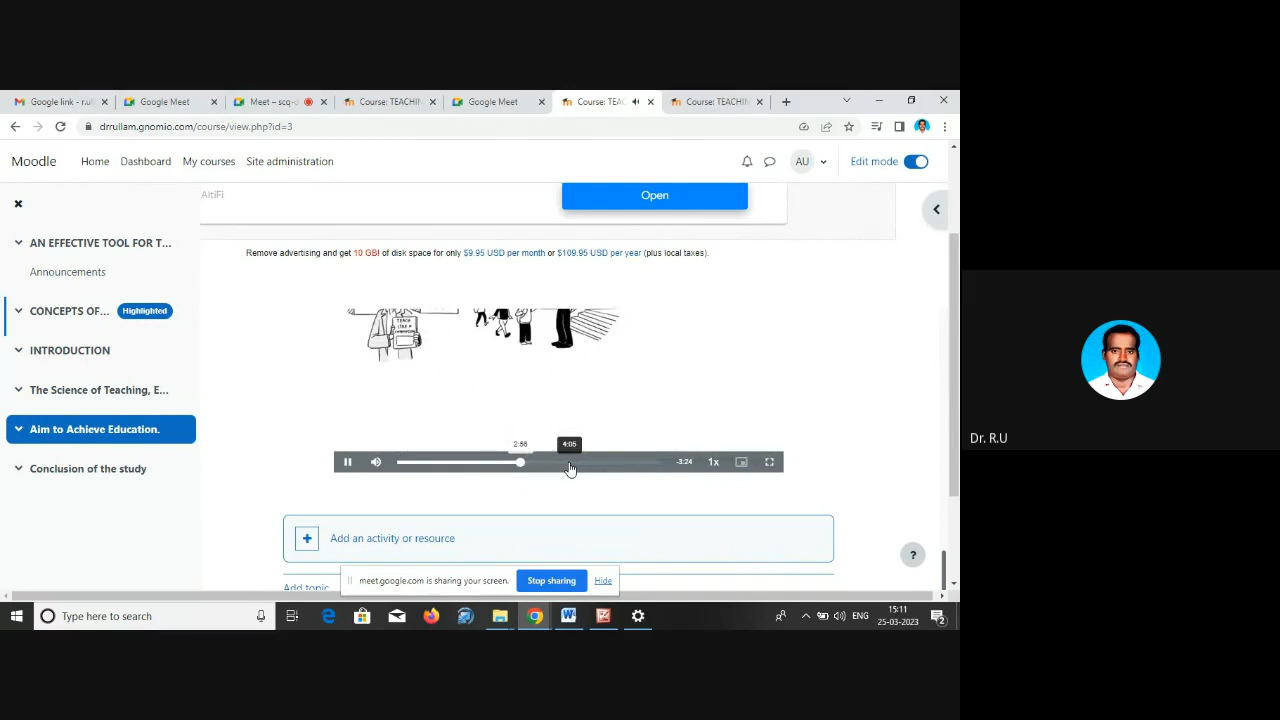 Google link - r.ul
Google Meet
Meet – scq-
Course: TEACHIN
Google Meet
Course: TEAC
Course: TEACHIN
drrullam.gnomio.com/course/view.php?id=3
Moodle Home Dashboard My courses Site administration AU Edit mode
AltiFi
Open
Remove advertising and get 10 GB! of disk space for only $9.95 USD per month or $109.95 USD per year (plus local taxes).
AN EFFECTIVE TOOL FOR T...
Announcements
CONCEPTS OF... Highlighted
INTRODUCTION
The Science of Teaching, E...
Aim to Achieve Education.
Conclusion of the study
TEACH
LIKE A
2:56 4:05
-3:24 1x
Add an activity or resource
?
Add topic
meet.google.com is sharing your screen. Stop sharing Hide
Type here to search
ENG
15:11
25-03-2023
2
Dr. R.U